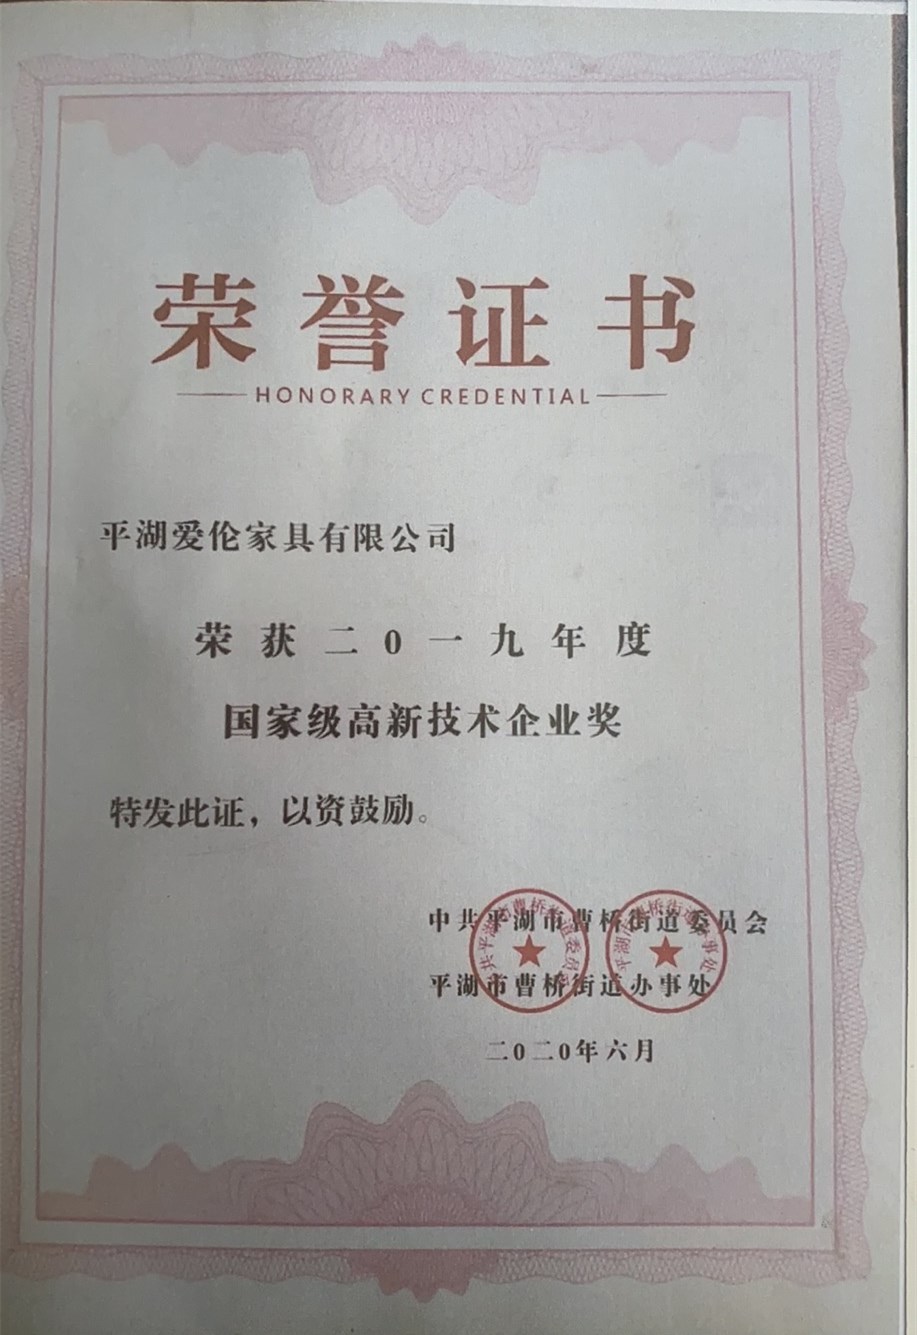 荣誉证书
HONORARY CREDENTIAL
平湖爱伦家具有限公司
荣获二0一九年度
国家级高新技术企业奖
特发此证，以资鼓励。
中共平湖市曹桥街道委员会
平湖市曹桥街道办事处
二0二0年六月